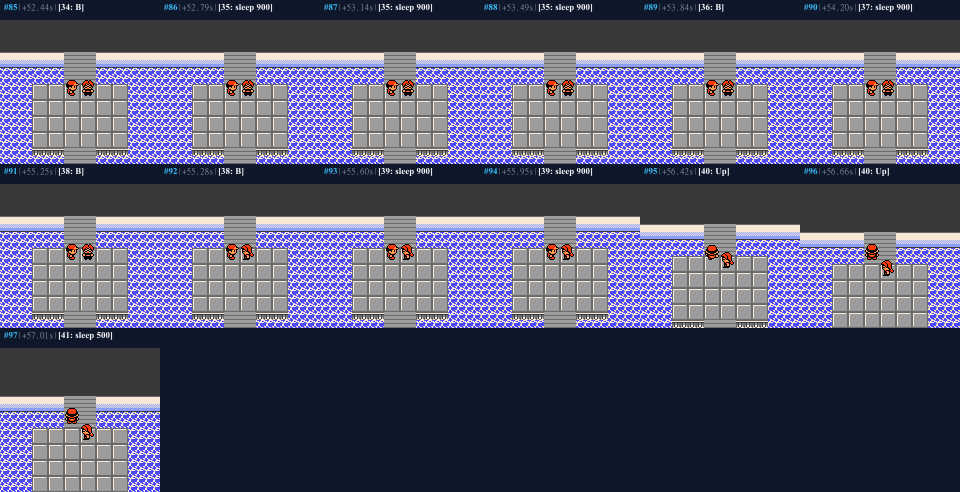 #85|+52.44s| [34: B]
#86|+52.79s| [35: sleep 900]
#87|+53.14s| [35: sleep 900]
#88|+53.49s| [35: sleep 900]
#89|+53.84s| [36: B]
#90|+54.20s| [37: sleep 900]
#91|+55.25s| [38: B]
#92|+55.28s| [38: B]
#93|+55.60s| [39: sleep 900]
#94|+55.95s| [39: sleep 900]
#95|+56.42s| [40: Up]
#96|+56.66s| [40: Up]
#97|+57.01s| [41: sleep 500]